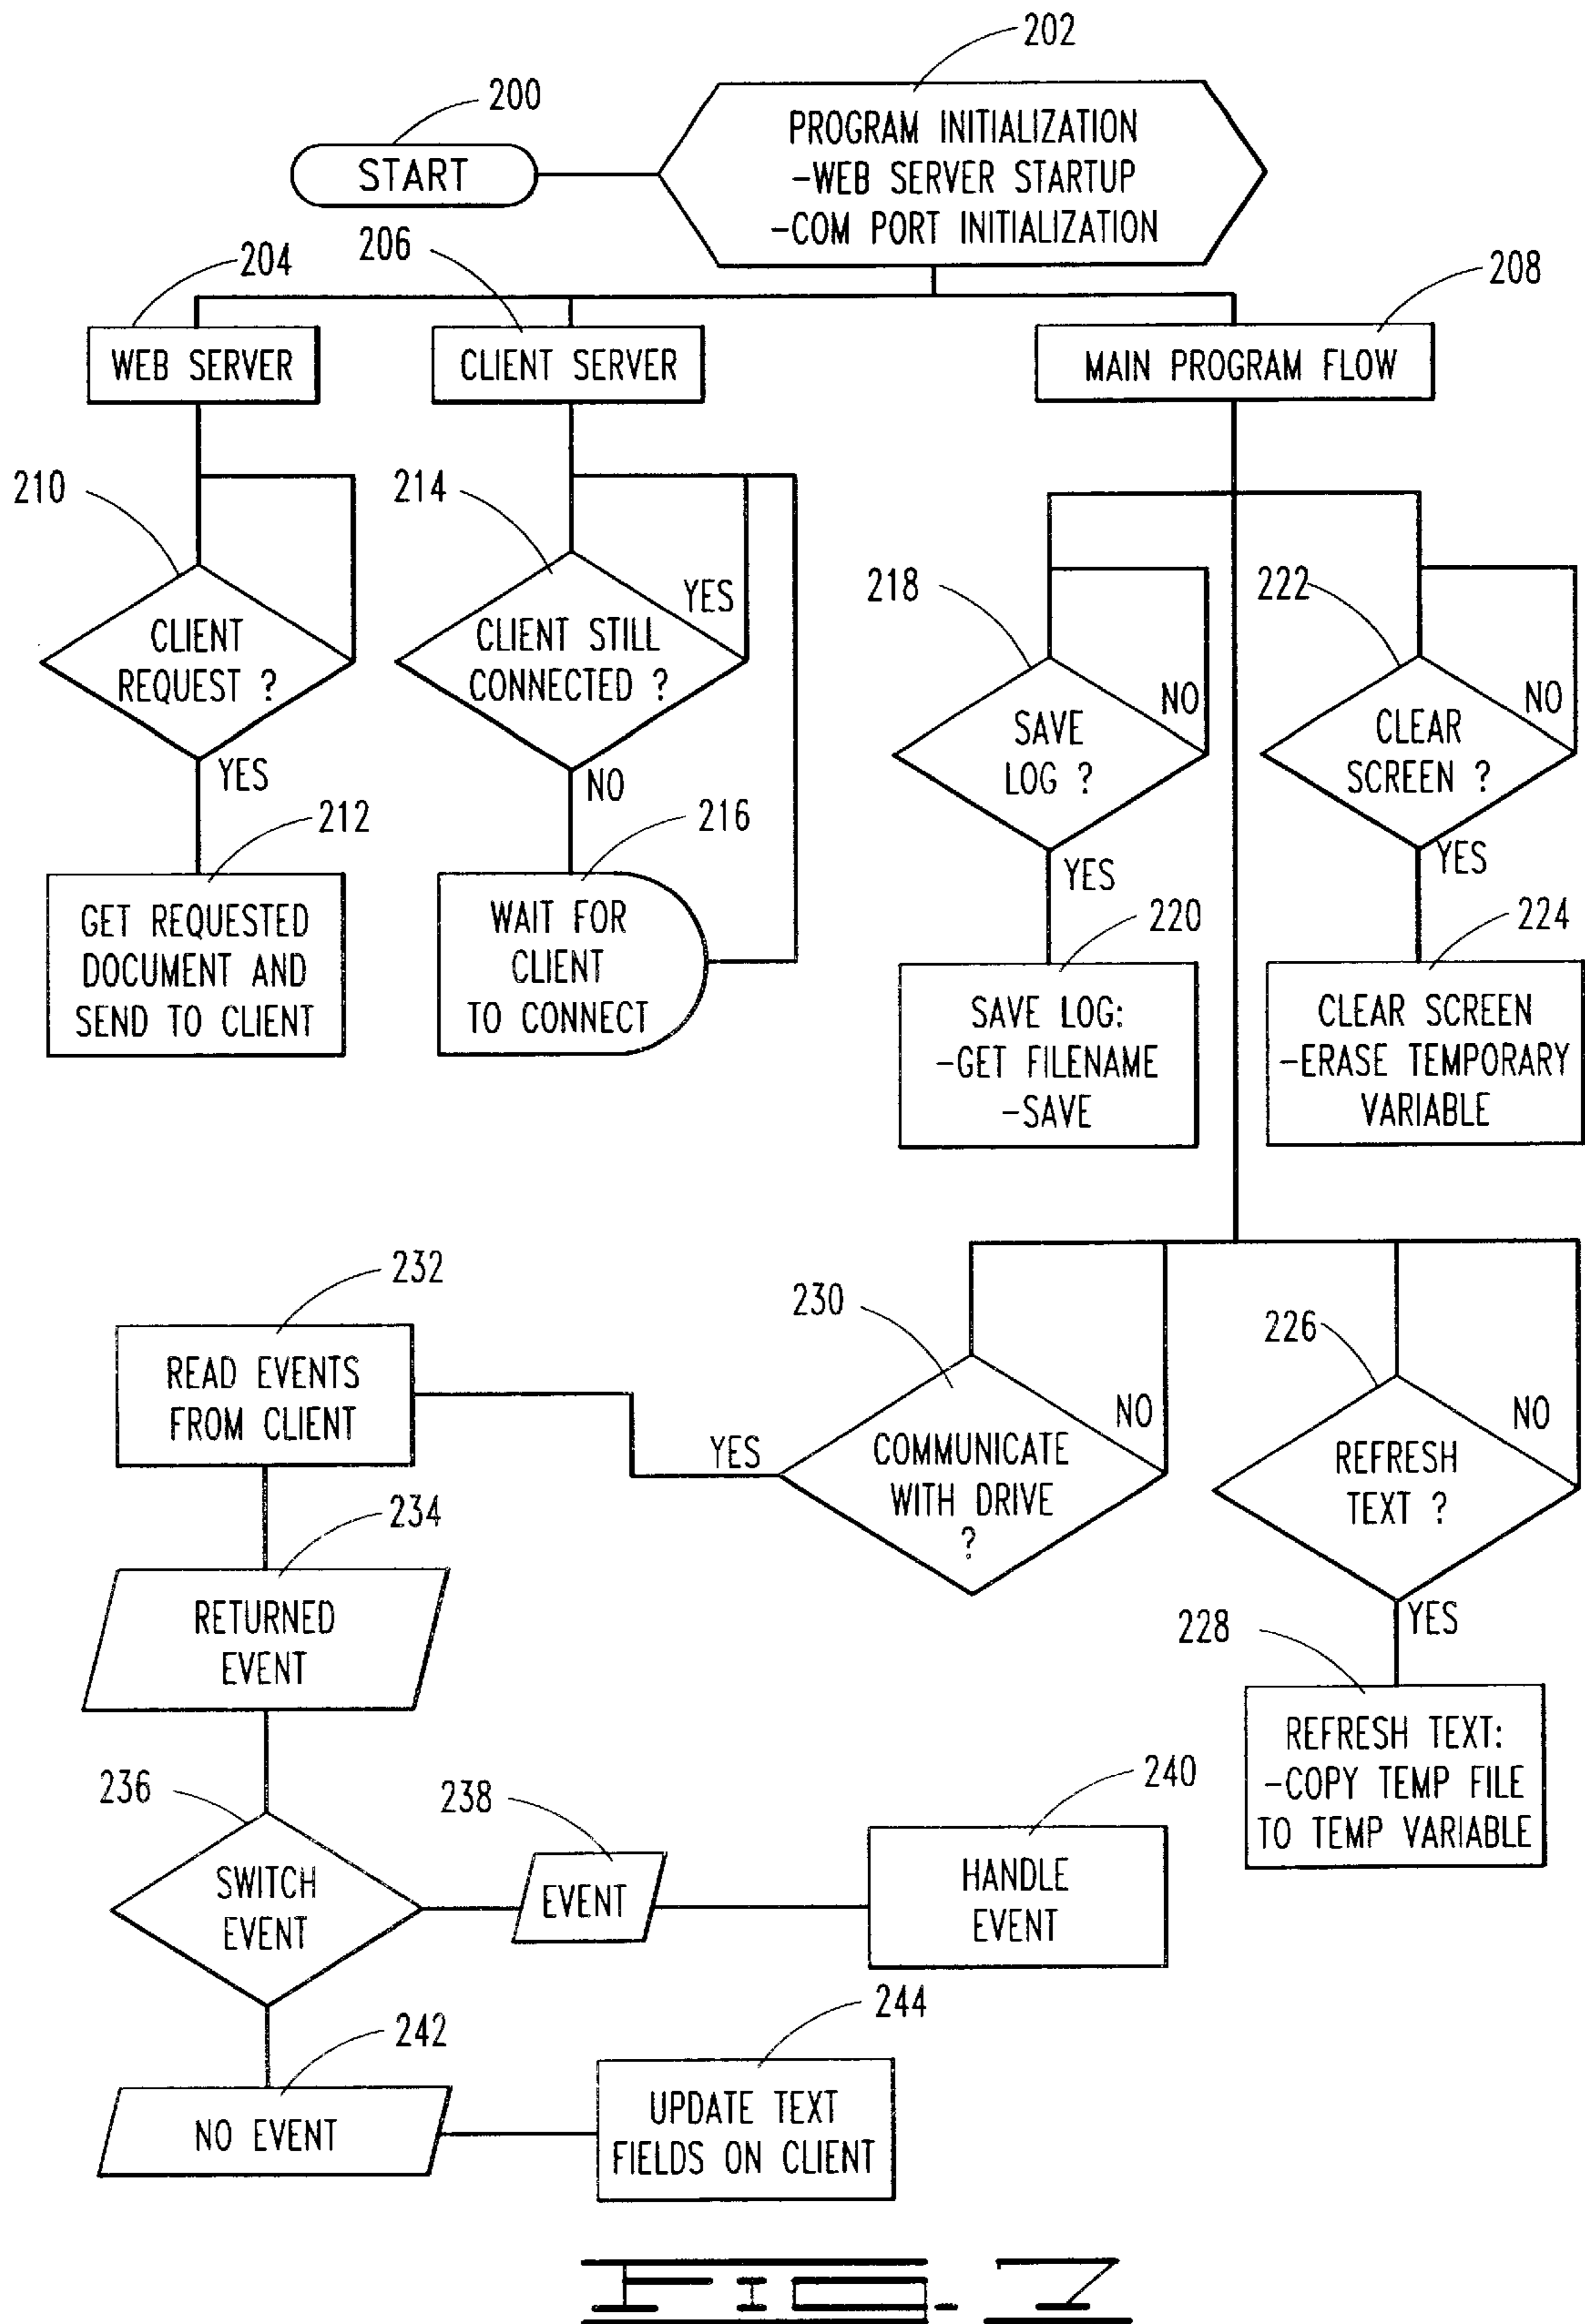 202
200
PROGRAM INITIALIZATION
-WEB SERVER STARTUP
-COM PORT INITIALIZATION
START
204
206
208
WEB SERVER
CLIENT SERVER
MAIN PROGRAM FLOW
210
214
218
222
CLIENT
REQUEST ?
YES
CLIENT STILL
CONNECTED ?
YES
NO
SAVE
LOG ?
NO
YES
CLEAR
SCREEN ?
NO
YES
212
GET REQUESTED
DOCUMENT AND
SEND TO CLIENT
216
WAIT FOR
CLIENT
TO CONNECT
220
SAVE LOG:
-GET FILENAME
-SAVE
224
CLEAR SCREEN
-ERASE TEMPORARY
VARIABLE
232
READ EVENTS
FROM CLIENT
230
YES
COMMUNICATE
WITH DRIVE
?
NO
226
REFRESH
TEXT ?
NO
YES
234
RETURNED
EVENT
228
REFRESH TEXT:
-COPY TEMP FILE
TO TEMP VARIABLE
236
SWITCH
EVENT
238
EVENT
240
HANDLE
EVENT
242
NO EVENT
244
UPDATE TEXT
FIELDS ON CLIENT
FIG. 7